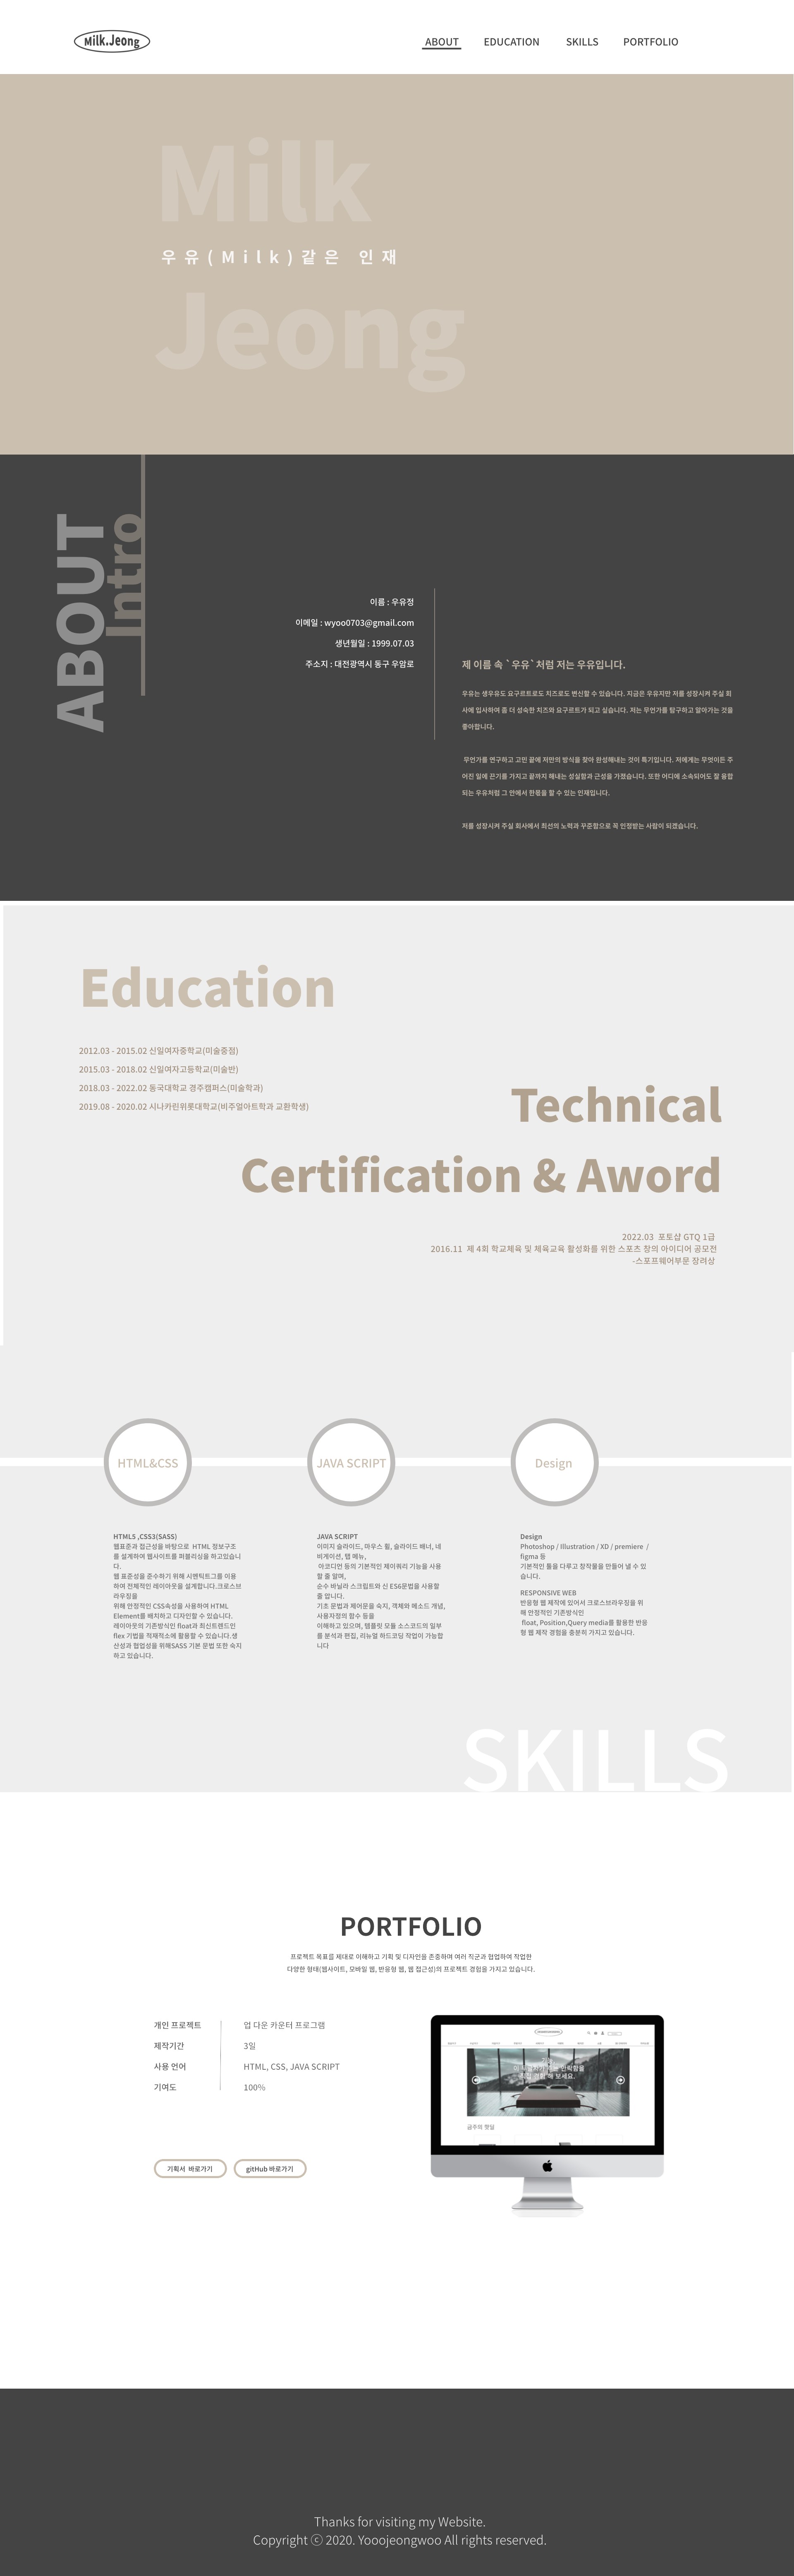 Milk.Jeong
ABOUT
EDUCATION
SKILLS
PORTFOLIO
Milk
우유(Milk)같은 인재
Jeong
ABOUT
Intro
이름 : 우유정
이메일 : wyoo0703@gmail.com
생년월일 : 1999.07.03
주소지 : 대전광역시 동구 우암로
제 이름 속 `우유`처럼 저는 우유입니다.
우유는 생우유도 요구르트로도 치즈로도 변신할 수 있습니다. 지금은 우유지만 저를 성장시켜 주실 회
사에 입사하여 좀 더 성숙한 치즈와 요구르트가 되고 싶습니다. 저는 무언가를 탐구하고 알아가는 것을
좋아합니다.
무언가를 연구하고 고민 끝에 저만의 방식을 찾아 완성해내는 것이 특기입니다. 저에게는 무엇이든 주
어진 일에 끈기를 가지고 끝까지 해내는 성실함과 근성을 가졌습니다. 또한 어디에 소속되어도 잘 융합
되는 우유처럼 그 안에서 한몫을 할 수 있는 인재입니다.
저를 성장시켜 주실 회사에서 최선의 노력과 꾸준함으로 꼭 인정받는 사람이 되겠습니다.
Education
2012.03 - 2015.02 신일여자중학교(미술중점)
2015.03 - 2018.02 신일여자고등학교(미술반)
2018.03 - 2022.02 동국대학교 경주캠퍼스(미술학과)
2019.08 - 2020.02 시나카린위롯대학교(비주얼아트학과 교환학생)
Technical
Certification & Aword
2022.03 포토샵 GTQ 1급
2016.11 제 4회 학교체육 및 체육교육 활성화를 위한 스포츠 창의 아이디어 공모전
-스포프웨어부문 장려상
HTML&CSS
JAVA SCRIPT
Design
HTML5 ,CSS3(SASS)
웹표준과 접근성을 바탕으로 HTML 정보구조
를 설계하여 웹사이트를 퍼블리싱을 하고있습니
다.
웹 표준성을 준수하기 위해 시멘틱트그를 이용
하여 전체적인 레이아웃을 설계합니다.크로스브
라우징을
위해 안정적인 CSS속성을 사용하여 HTML
Element를 배치하고 디자인할 수 있습니다.
레이아웃의 기존방식인 float과 최신트렌드인
flex 기법을 적재적소에 활용할 수 있습니다.생
산성과 협업성을 위해SASS 기본 문법 또한 숙지
하고 있습니다.
JAVA SCRIPT
이미지 슬라이드, 마우스 휠, 슬라이드 배너, 네
비게이션, 탭 메뉴,
아코디언 등의 기본적인 제이쿼리 기능을 사용
할 줄 알며,
순수 바닐라 스크립트와 신 ES6문법을 사용할
줄 압니다.
기초 문법과 제어문을 숙지, 객체와 메소드 개념,
사용자정의 함수 등을
이해하고 있으며, 템플릿 모듈 소스코드의 일부
를 분석과 편집, 리뉴얼 하드코딩 작업이 가능합
니다
Design
Photoshop / Illustration / XD / premiere /
figma 등
기본적인 툴을 다루고 창작물을 만들어 낼 수 있
습니다.
RESPONSIVE WEB
반응형 웹 제작에 있어서 크로스브라우징을 위
해 안정적인 기존방식인
float, Position,Query media를 활용한 반응
형 웹 제작 경험을 충분히 가지고 있습니다.
SKILLS
PORTFOLIO
프로젝트 목표를 제대로 이해하고 기획 및 디자인을 존중하며 여러 직군과 협업하여 작업한
다양한 형태(웹사이트, 모바일 웹, 반응형 웹, 웹 접근성)의 프로젝트 경험을 가지고 있습니다.
개인 프로젝트 업 다운 카운터 프로그램
제작기간 3일
사용 언어 HTML, CSS, JAVA SCRIPT
기여도 100%
기획서 바로가기
gitHub 바로가기
금주의 핫딜
Thanks for visiting my Website.
Copyright ⓒ 2020. Yooojeongwoo All rights reserved.